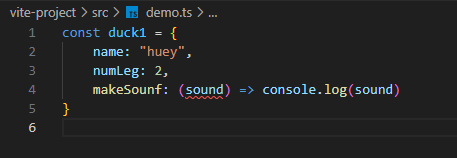 vite-project > src > TS demo.ts > ...
1 const duck1 = {
2 name: "huey",
3 numLeg: 2,
4 makeSounf: (sound) => console.log(sound)
5 }
6